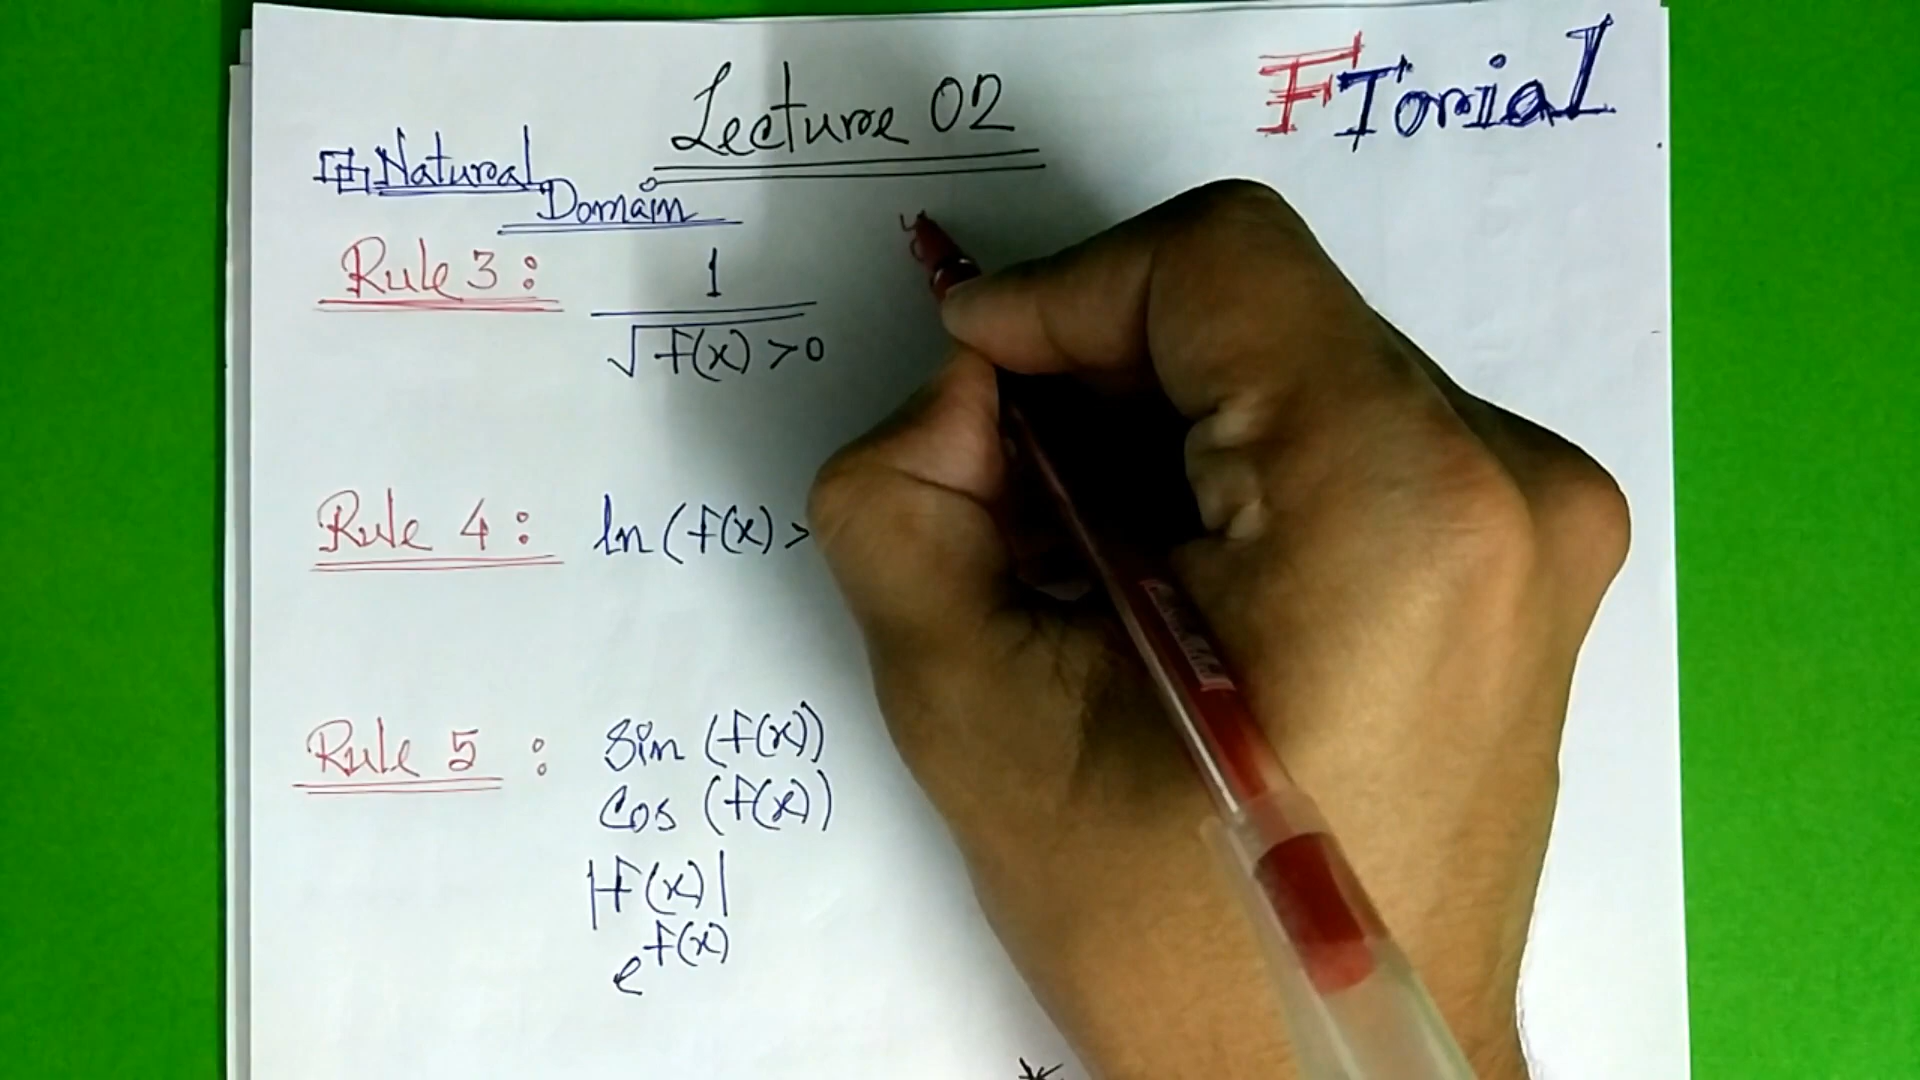 Lecture 02
FTorial
Natural
Domain
Rule 3 :
1
√f(x) >0
Rule 4 : ln (f(x) >
Rule 5 : Sin (f(x))
Cos (f(x))
|f(x)|
e^f(x)